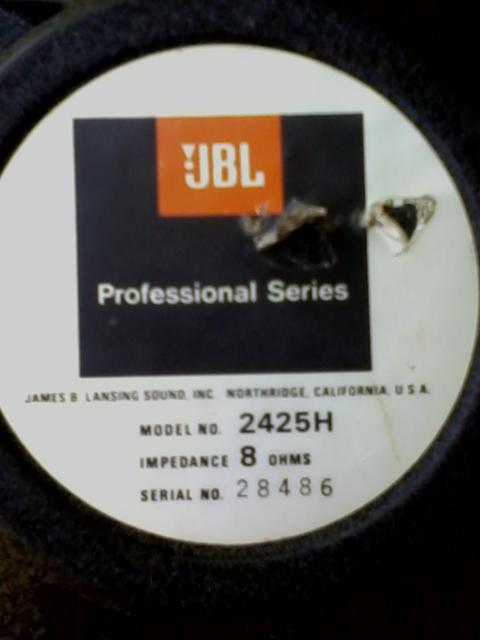 JBL
Professional Series
JAMES B LANSING SOUND, INC. NORTHRIDGE, CALIFORNIA, U.S.A.
MODEL NO. 2425H
IMPEDANCE 8 OHMS
SERIAL NO. 28486